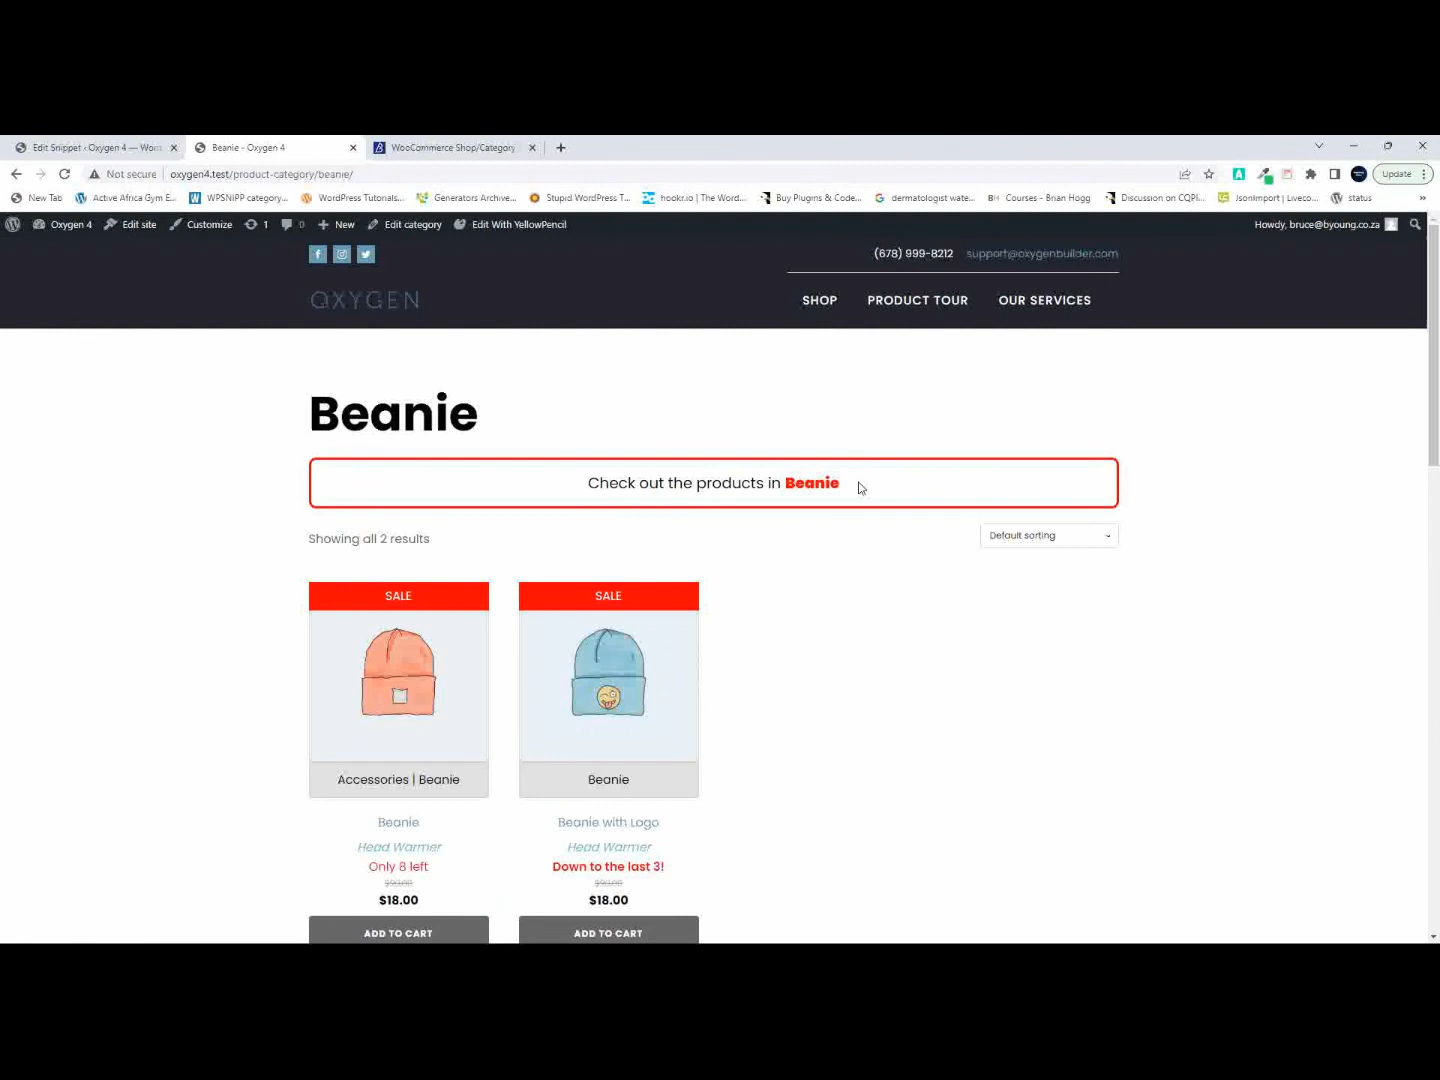 Edit Snippet ‹ Oxygen 4 — Wor
Beanie - Oxygen 4
WooCommerce Shop/Category
Not secure
oxygen4.test/product-category/beanie/
Update
New Tab
Active Africa Gym E...
WPSNiPP category...
WordPress Tutorials...
Generators Archive...
Stupid WordPress T...
hookr.io | The Word...
Buy Plugins & Code...
dermatologist wate...
BH Courses - Brian Hogg
Discussion on CQPI...
JsonImport | Liveco...
status
»
Oxygen 4
Edit site
Customize
1
0
New
Edit category
Edit With YellowPencil
Howdy, bruce@byoung.co.za
(678) 999-8212
support@oxygenbuilder.com
OXYGEN
SHOP
PRODUCT TOUR
OUR SERVICES
Beanie
Check out the products in Beanie
Showing all 2 results
Default sorting
SALE
SALE
Accessories | Beanie
Beanie
Beanie
Beanie with Logo
Head Warmer
Head Warmer
Only 8 left
Down to the last 3!
$18.00
$18.00
ADD TO CART
ADD TO CART